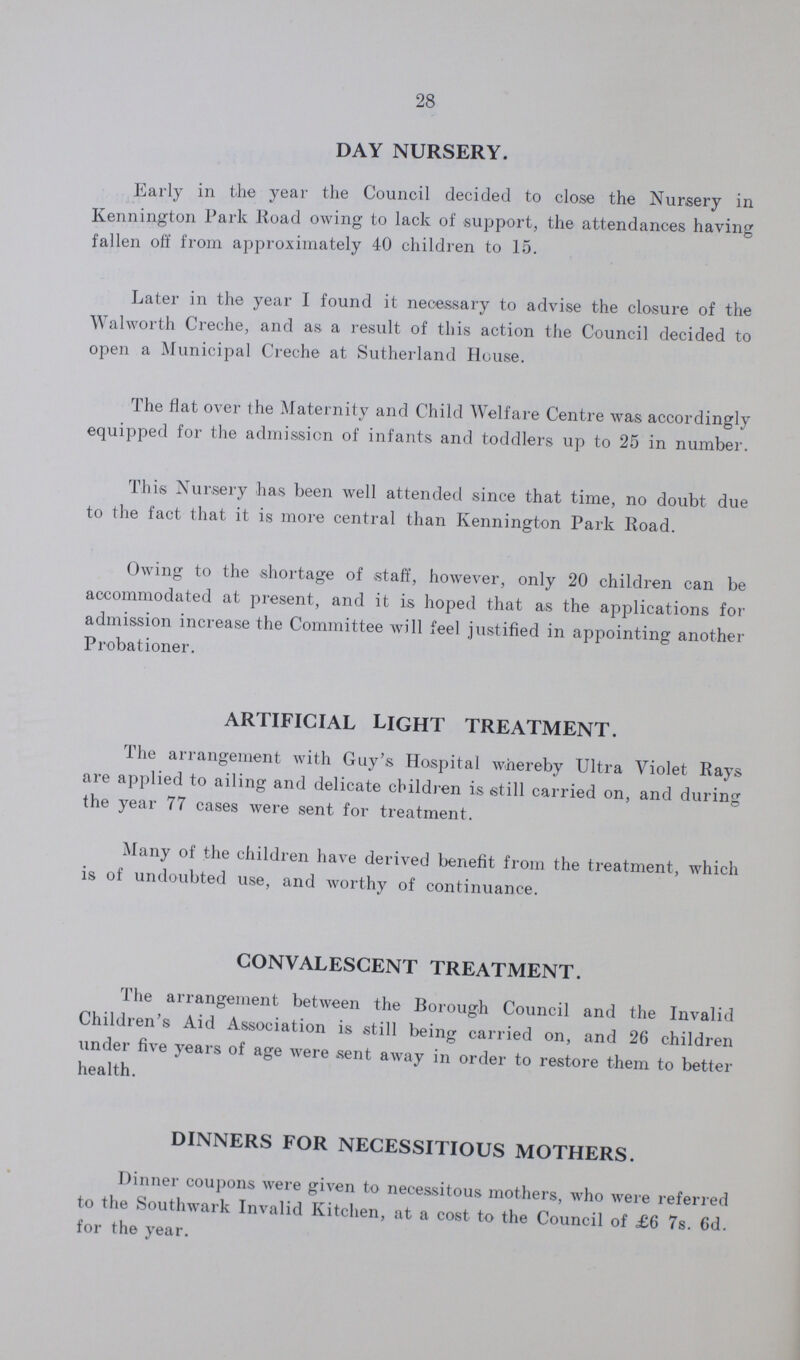 28
DAY NURSERY.
Early in the year the Council decided to close the Nursery in
Kennington Park Road owing to lack of support, the attendances having
fallen off from approximately 40 children to 15.
Later in the year I found it necessary to advise the closure of the
Walworth Creche, and as a result of this action the Council decided to
open a Municipal Creche at Sutherland House.
The flat over the Maternity and Child Welfare Centre was accordingly
equipped for the admission of infants and toddlers up to 25 in number.
This Nursery has been well attended since that time, no doubt due
to the fact that it is more central than Kennington Park Road.
Owing to the shortage of staff, however, only 20 children can be
accommodated at present, and it is hoped that as the applications for
admission increase the Committee will feel justified in appointing another
Probationer.
ARTIFICIAL LIGHT TREATMENT.
The arrangement with Guy's Hospital whereby Ultra Violet Rays
are applied to ailing and delicate children is still carried on, and during
the year 77 cases were sent for treatment.
Many of the children have derived benefit from the treatment, which
is of undoubted use, and worthy of continuance.
CONVALESCENT TREATMENT.
The arrangement between the Borough Council and the Invalid
Children's Aid Association is still being carried on, and 26 children
under five years of age were sent away in order to restore them to better
health.
DINNERS FOR NECESSITIOUS MOTHERS.
Dinner coupons were given to necessitous mothers, who were referred
to the Southwark Invalid Kitchen, at a cost to the Council of £6 7s. 6d.
for the year.